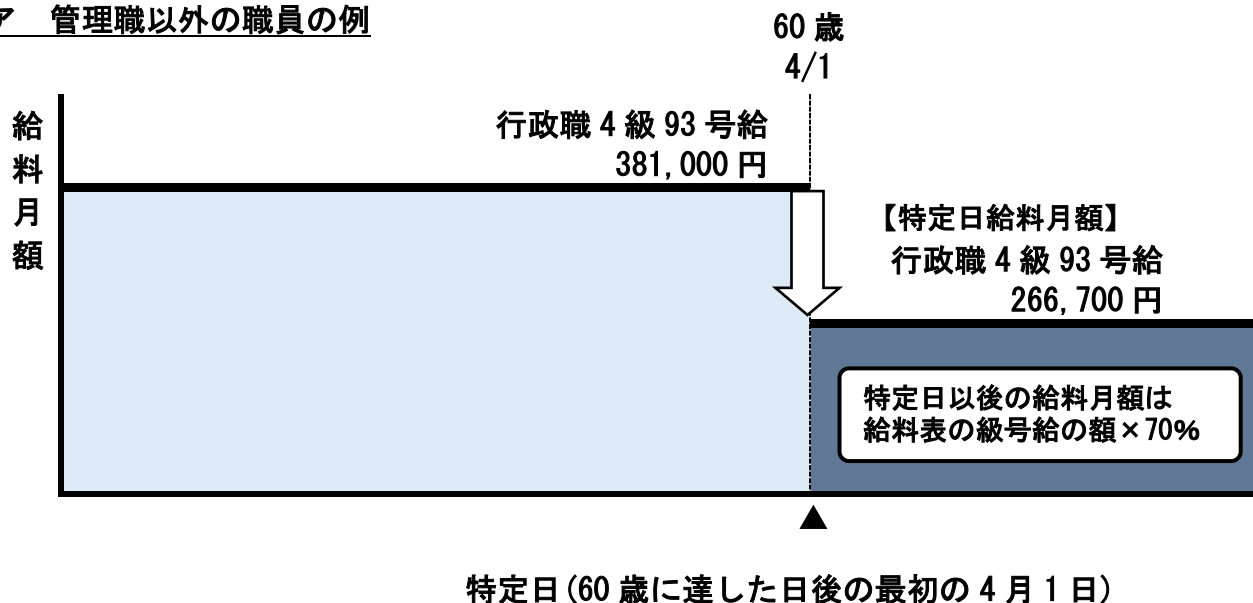 ア 管理職以外の職員の例
60 歳
4/1
給料月額
行政職 4 級 93 号給
381,000 円
【特定日給料月額】
行政職 4 級 93 号給
266,700 円
特定日以後の給料月額は
給料表の級号給の額×70%
▲
特定日(60 歳に達した日後の最初の 4 月 1 日)